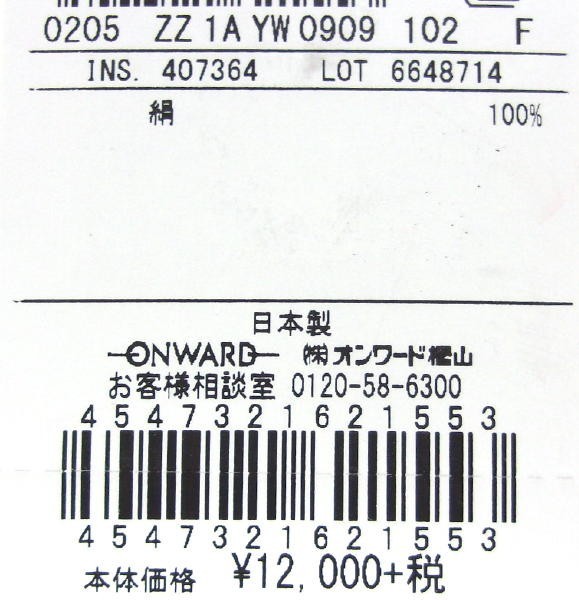 0205 ZZ 1A YW 0909 102 F
INS. 407364 LOT 6648714
絹 100%
日本製
ONWARD ㈱オンワード樫山
お客様相談室 0120-58-6300
4547321621553
4547321621553
本体価格 ¥12,000+税